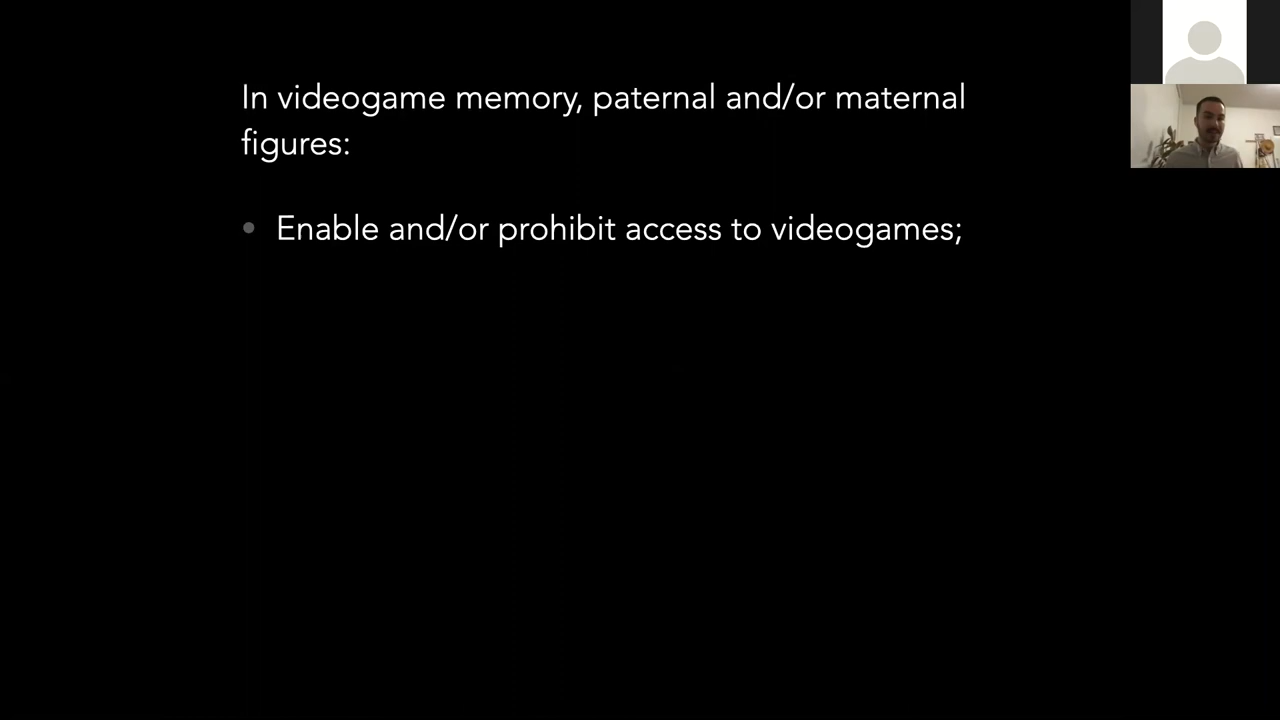 In videogame memory, paternal and/or maternal
figures:
• Enable and/or prohibit access to videogames;